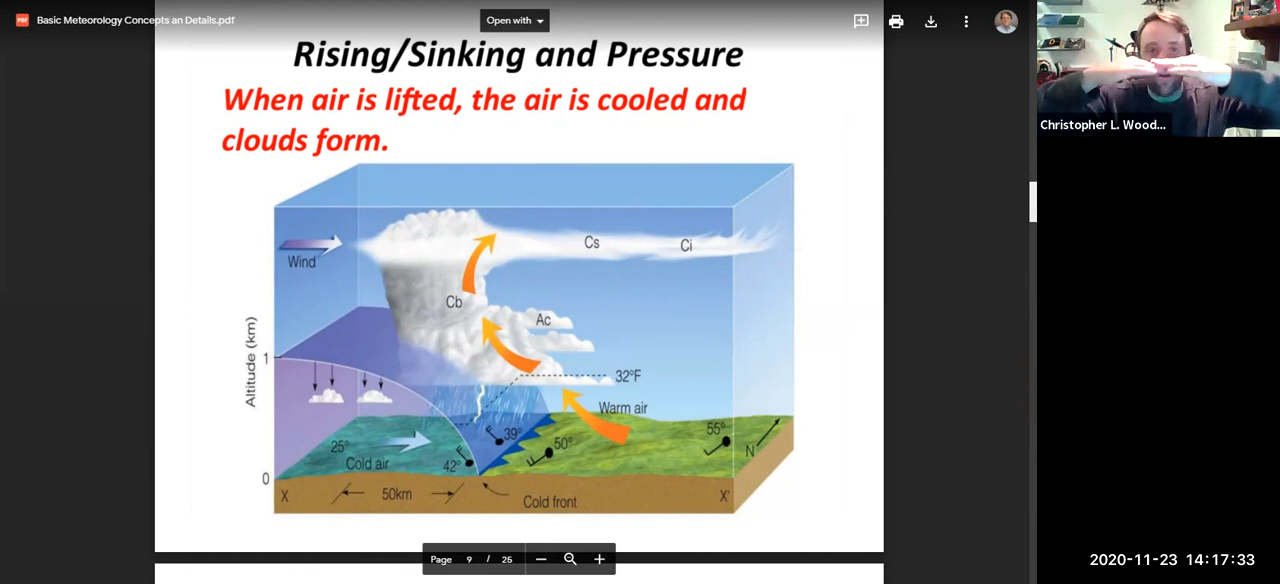 PDF
Basic Meteorology Concepts an Details.pdf
Open with
Rising/Sinking and Pressure
When air is lifted, the air is cooled and
clouds form.
Christopher L. Wood...
Wind
Cs
Ci
Cb
Ac
Altitude (km)
1
32°F
Warm air
25°
Cold air
39°
42°
50°
55°
N
0
X
50km
Cold front
X'
Page 9 / 25
2020-11-23 14:17:33